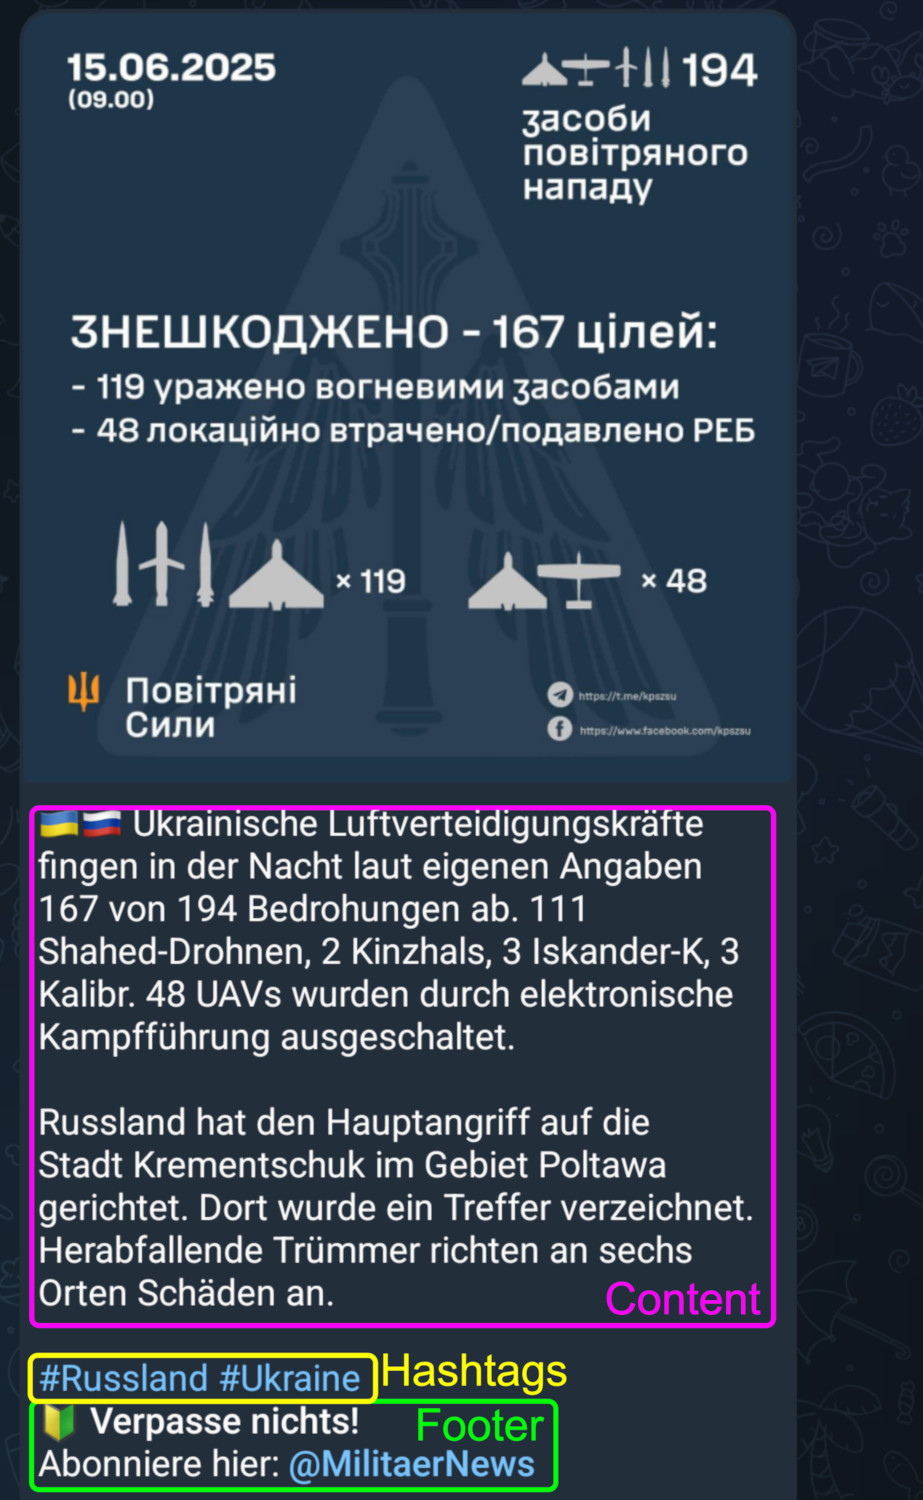 15.06.2025
(09.00)
194
засоби
повітряного
нападу
ЗНЕШКОДЖЕНО - 167 цілей:
- 119 уражено вогневими засобами
- 48 локаційно втрачено/подавлено РЕБ
× 119
× 48
Повітряні
Сили
https://t.me/kpszsu
https://www.facebook.com/kpszsu
🇺🇦🇷🇺 Ukrainische Luftverteidigungskräfte
fingen in der Nacht laut eigenen Angaben
167 von 194 Bedrohungen ab. 111
Shahed-Drohnen, 2 Kinzhals, 3 Iskander-K, 3
Kalibr. 48 UAVs wurden durch elektronische
Kampfführung ausgeschaltet.
Russland hat den Hauptangriff auf die
Stadt Krementschuk im Gebiet Poltawa
gerichtet. Dort wurde ein Treffer verzeichnet.
Herabfallende Trümmer richten an sechs
Orten Schäden an.
Content
#Russland #Ukraine
Hashtags
🔰 Verpasse nichts!
Footer
Abonniere hier: @MilitaerNews